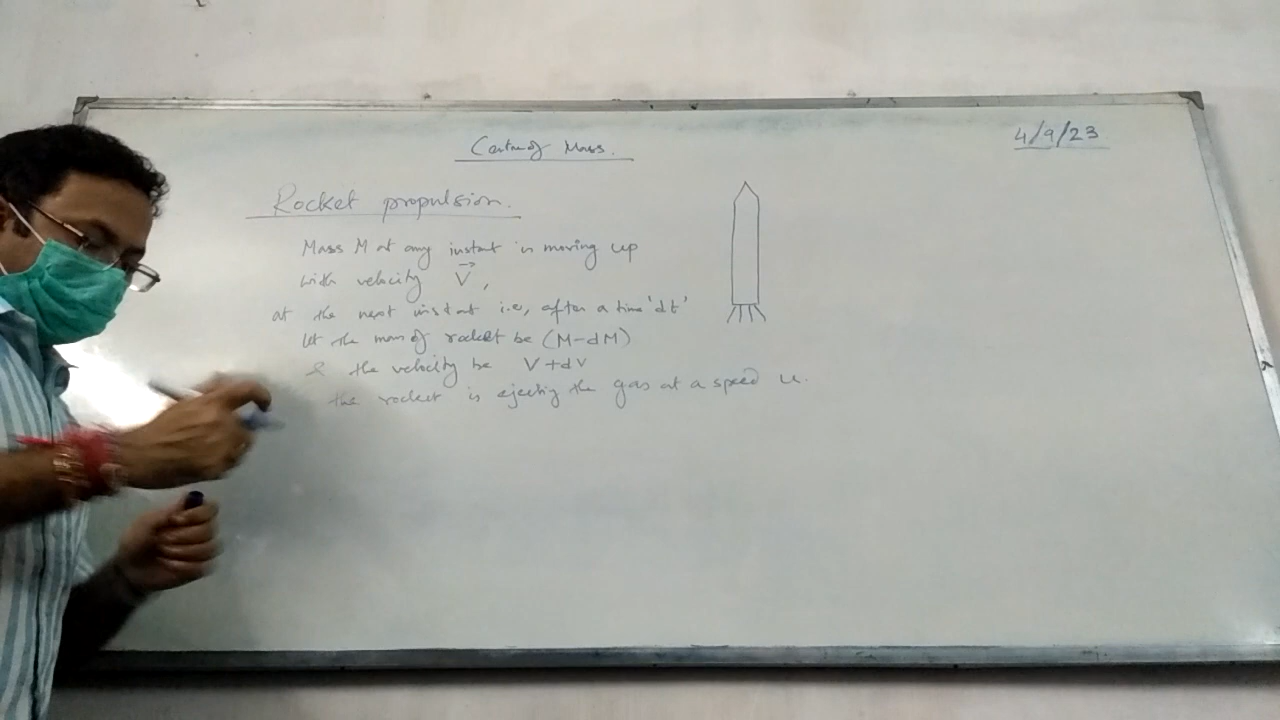 Centre of Mass.
4/9/23
Rocket propulsion.
Mass M at any instant is moving up
with velocity V⃗,
at the next instant i.e, after a time 'dt'
let the mass of rocket be (M-dM)
& the velocity be V+dV
the rocket is ejecting the gas at a speed u.